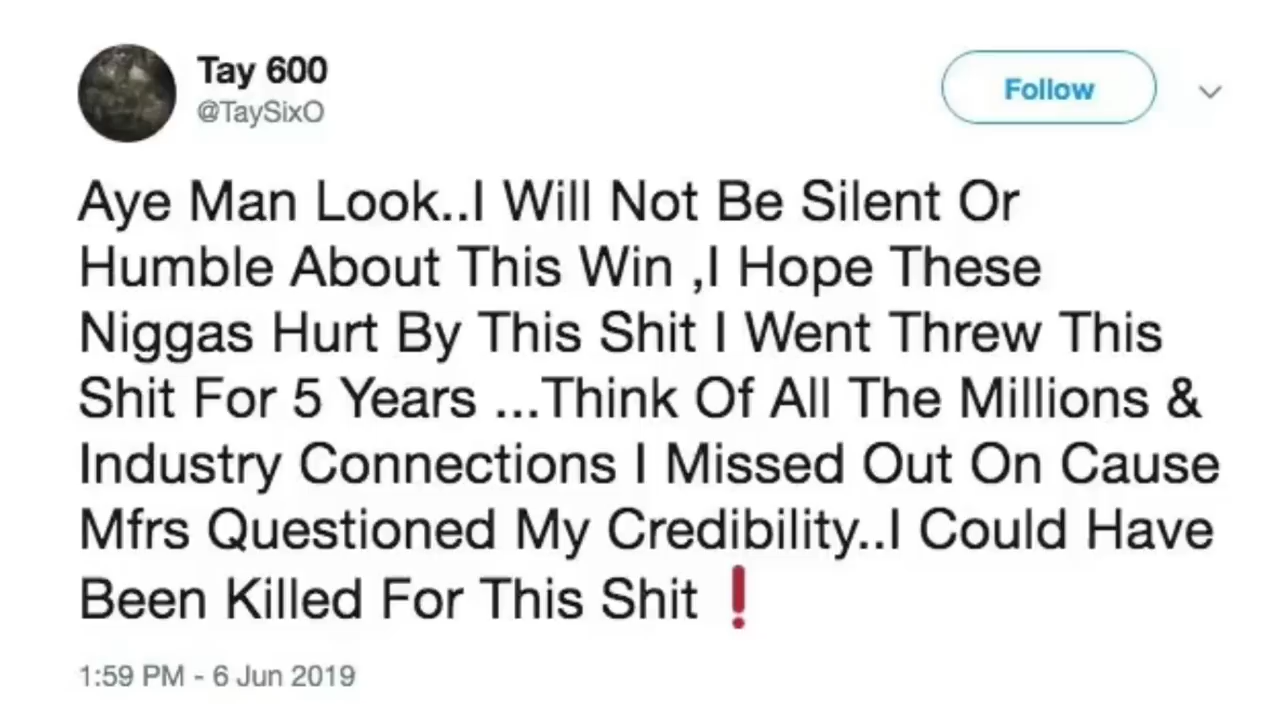 Tay 600
@TaySixO
Follow
Aye Man Look..I Will Not Be Silent Or
Humble About This Win ,I Hope These
Niggas Hurt By This Shit I Went Threw This
Shit For 5 Years ...Think Of All The Millions &
Industry Connections I Missed Out On Cause
Mfrs Questioned My Credibility..I Could Have
Been Killed For This Shit ❗
1:59 PM - 6 Jun 2019